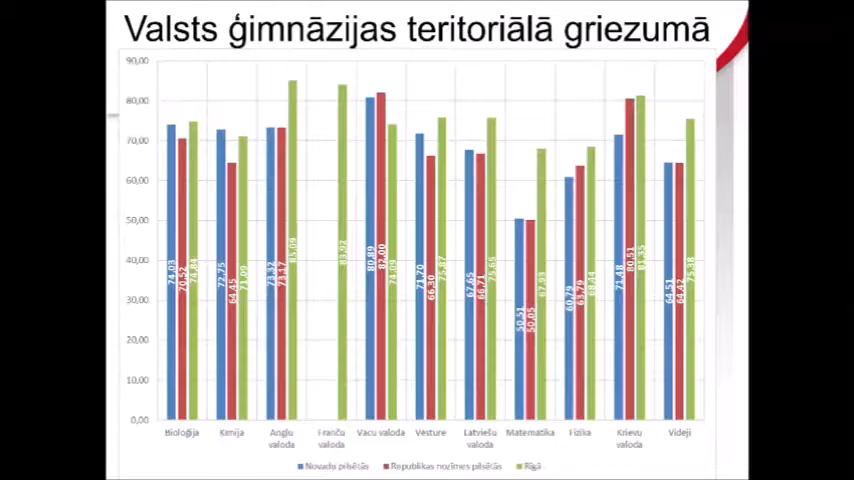 Valsts ģimnāzijas teritoriālā griezumā
90,00
80,00
70,00
60,00
50,00
40,00
30,00
20,00
10,00
0,00
74,03
70,52
74,84
72,75
64,45
71,09
73,32
73,17
85,09
83,92
80,89
82,00
74,09
71,70
66,30
75,87
67,65
66,71
75,65
50,51
50,05
67,93
60,79
63,79
68,44
71,48
80,51
81,35
64,51
64,42
75,38
Bioloģija
Ķīmija
Angļu valoda
Franču valoda
Vācu valoda
Vēsture
Latviešu valoda
Matemātika
Fizika
Krievu valoda
Vidēji
Novadu pilsētās
Republikas nozīmes pilsētās
Rīgā